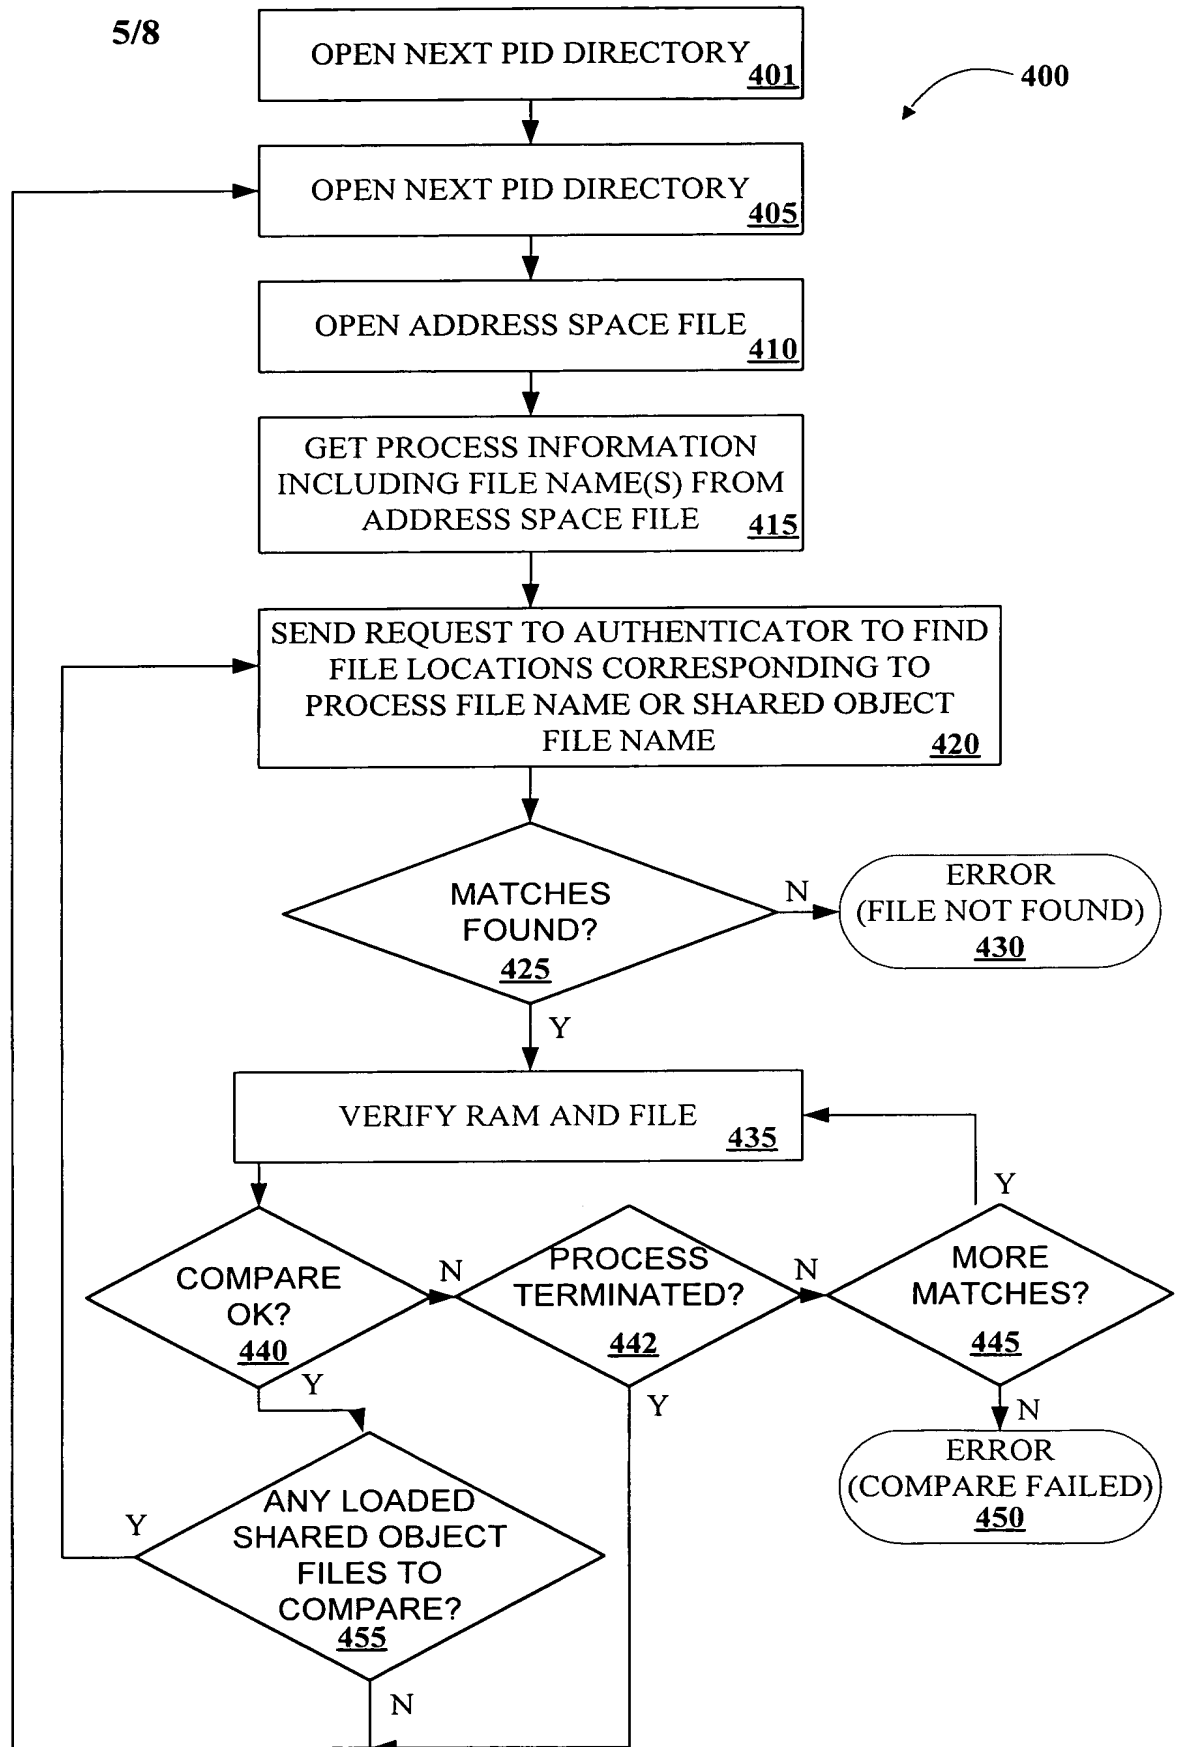 5/8
OPEN NEXT PID DIRECTORY
401
400
OPEN NEXT PID DIRECTORY
405
OPEN ADDRESS SPACE FILE
410
GET PROCESS INFORMATION
INCLUDING FILE NAME(S) FROM
ADDRESS SPACE FILE
415
SEND REQUEST TO AUTHENTICATOR TO FIND
FILE LOCATIONS CORRESPONDING TO
PROCESS FILE NAME OR SHARED OBJECT
FILE NAME
420
MATCHES
FOUND?
425
N
ERROR
(FILE NOT FOUND)
430
Y
VERIFY RAM AND FILE
435
COMPARE
OK?
440
N
PROCESS
TERMINATED?
442
N
MORE
MATCHES?
445
Y
Y
Y
N
ERROR
(COMPARE FAILED)
450
ANY LOADED
SHARED OBJECT
FILES TO
COMPARE?
455
Y
N